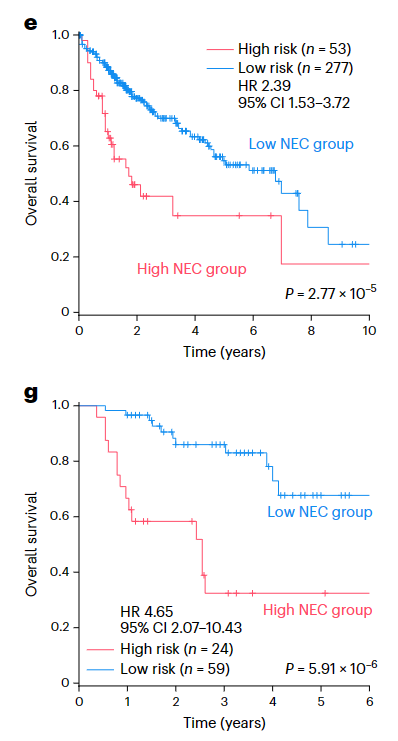 e
1.0
0.8
0.6
0.4
0.2
0
Overall survival
High risk (n = 53)
Low risk (n = 277)
HR 2.39
95% CI 1.53–3.72
Low NEC group
High NEC group
P = 2.77 × 10–5
0 2 4 6 8 10
Time (years)
g
1.0
0.8
0.6
0.4
0.2
0
Overall survival
Low NEC group
High NEC group
HR 4.65
95% CI 2.07–10.43
High risk (n = 24)
Low risk (n = 59)
P = 5.91 × 10–6
0 1 2 3 4 5 6
Time (years)